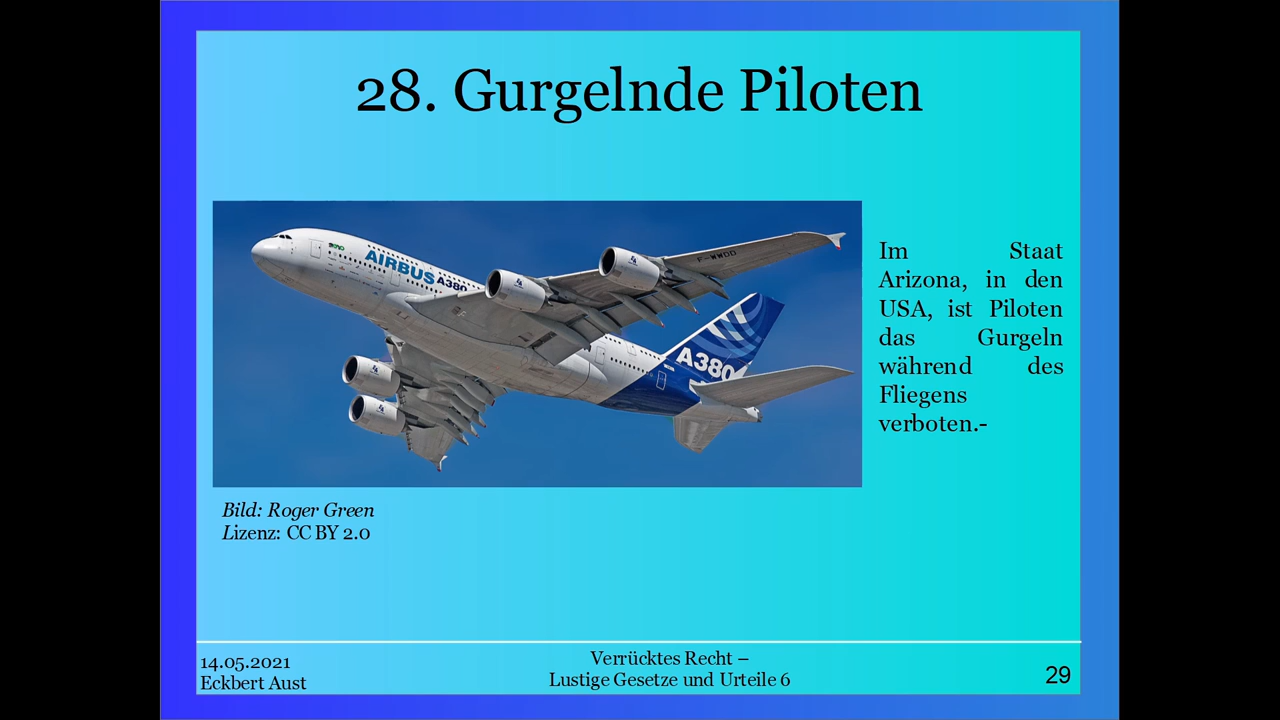 28. Gurgelnde Piloten
AIRBUS A380
F-WWDD
A380
Im Staat
Arizona, in den
USA, ist Piloten
das Gurgeln
während des
Fliegens
verboten.-
Bild: Roger Green
Lizenz: CC BY 2.0
14.05.2021
Eckbert Aust
Verrücktes Recht –
Lustige Gesetze und Urteile 6
29